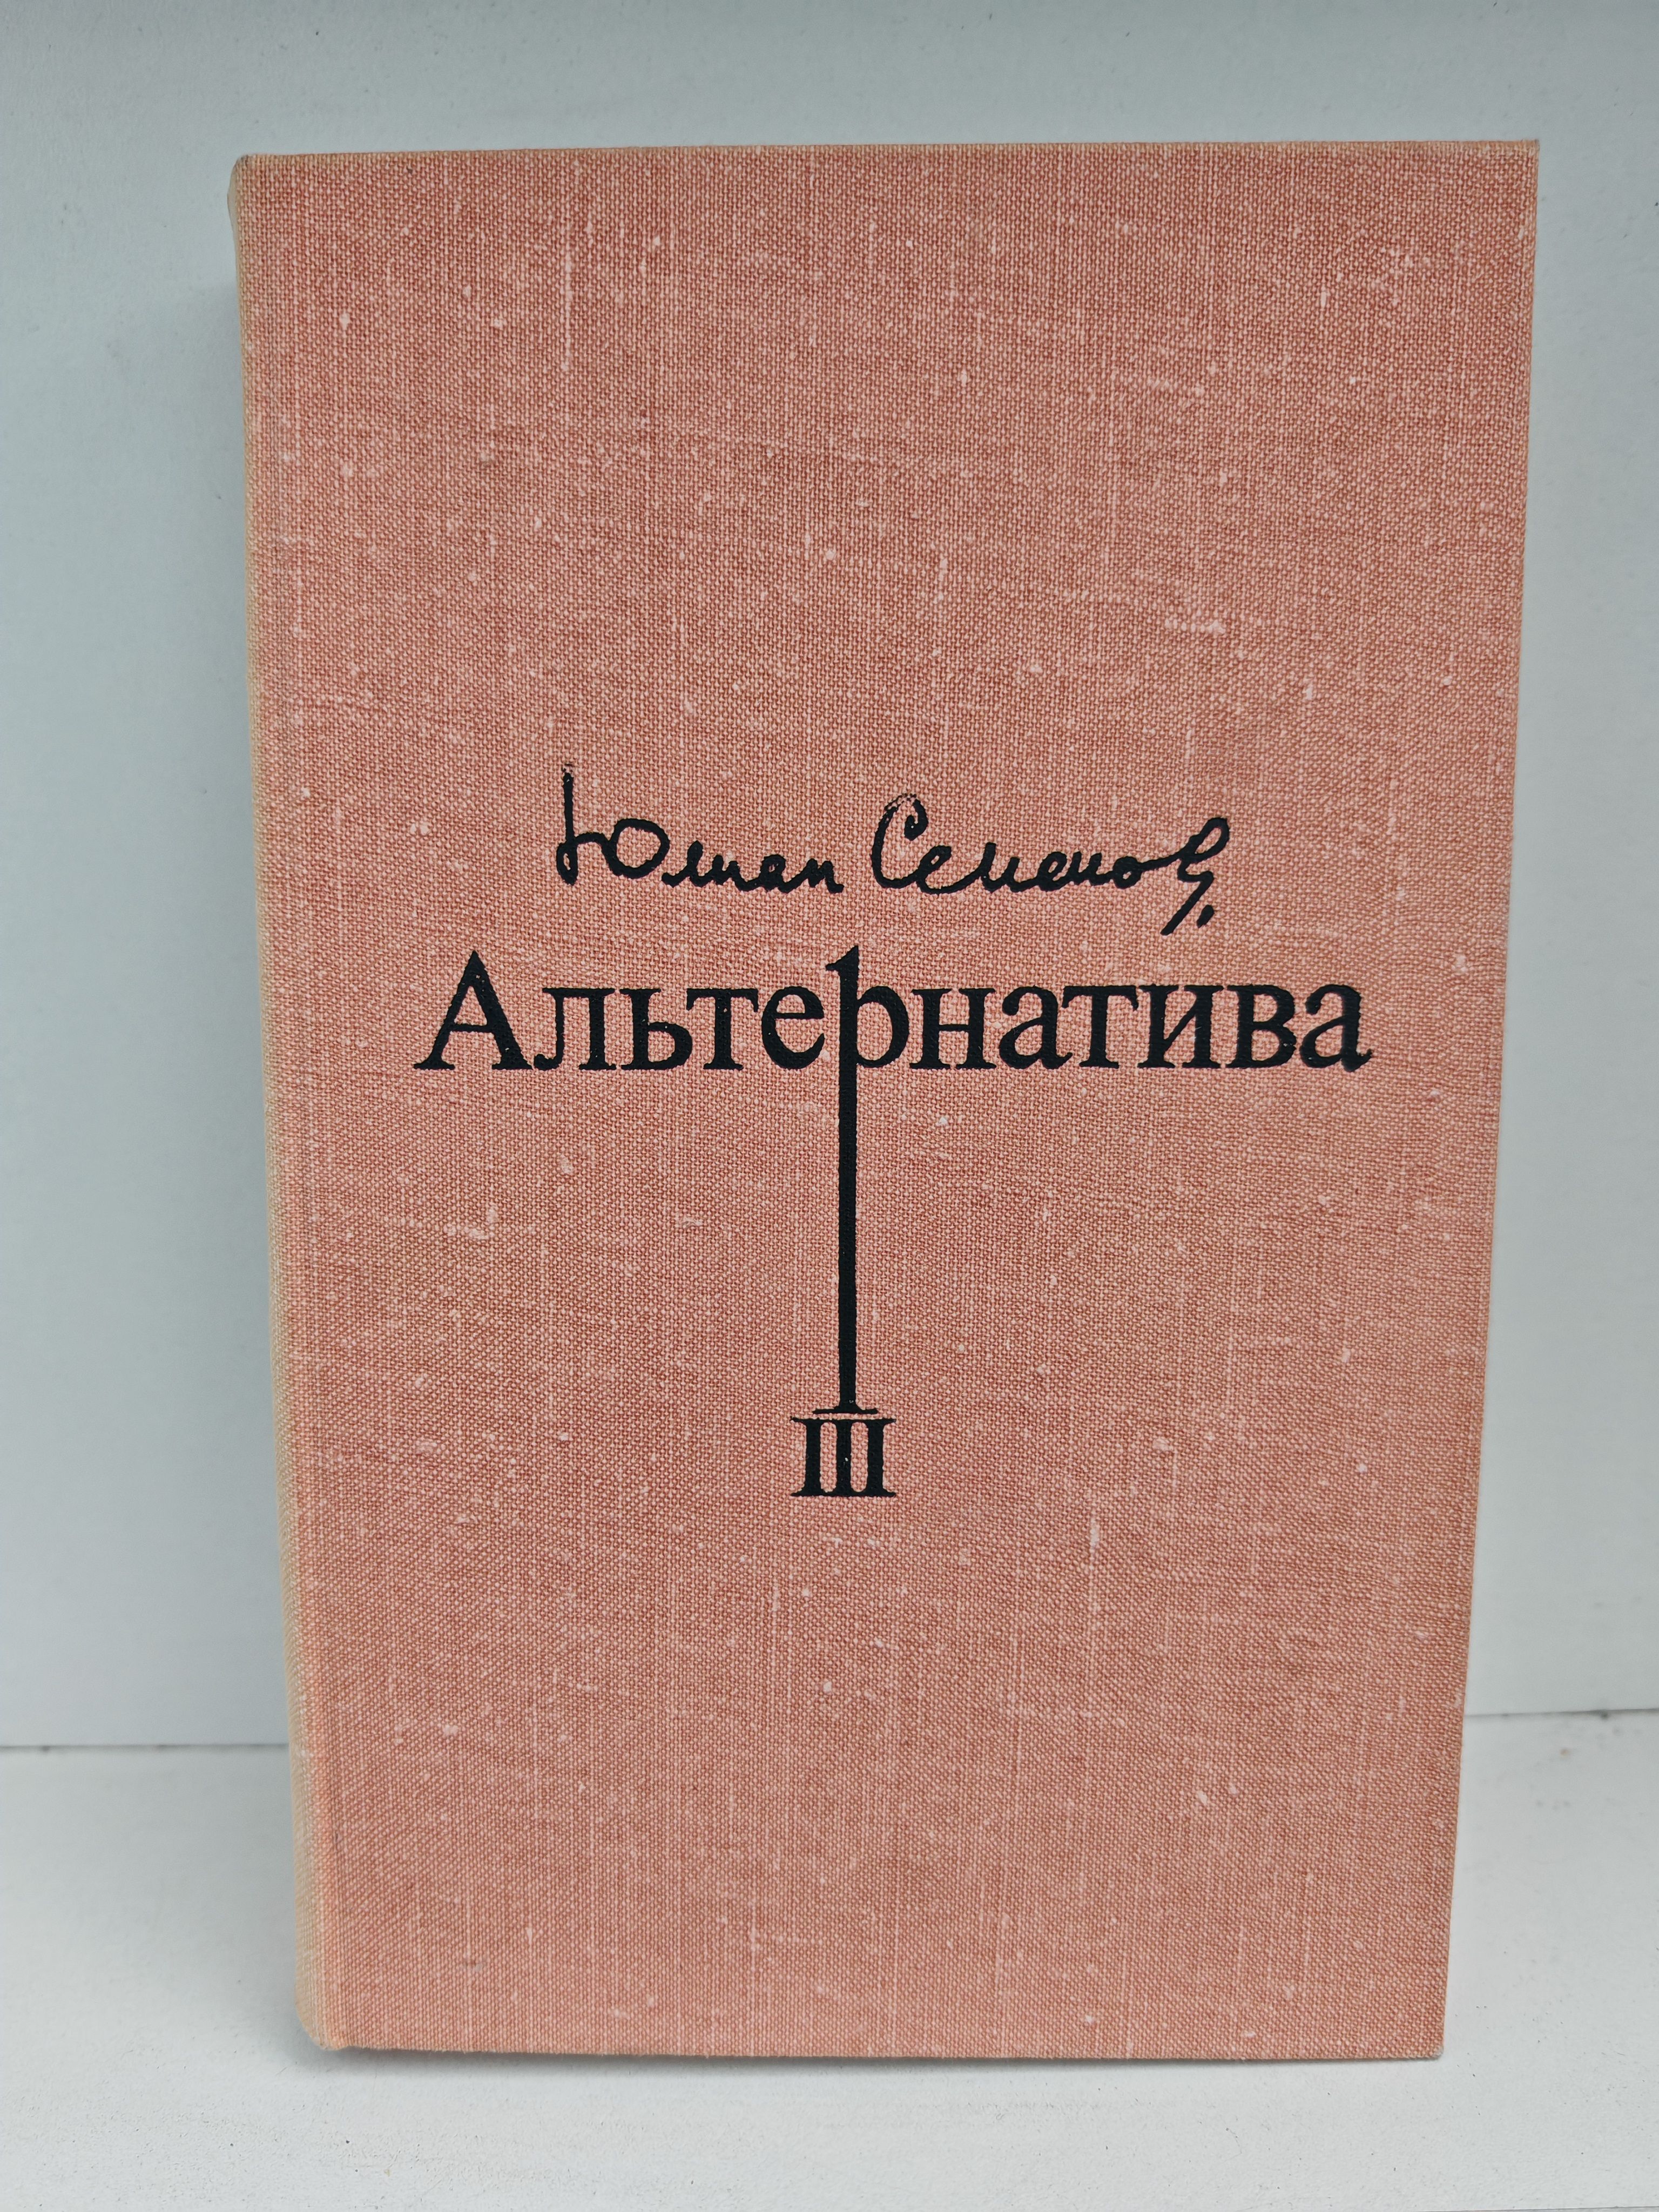 Юлиан Семенов
Альтернатива
III